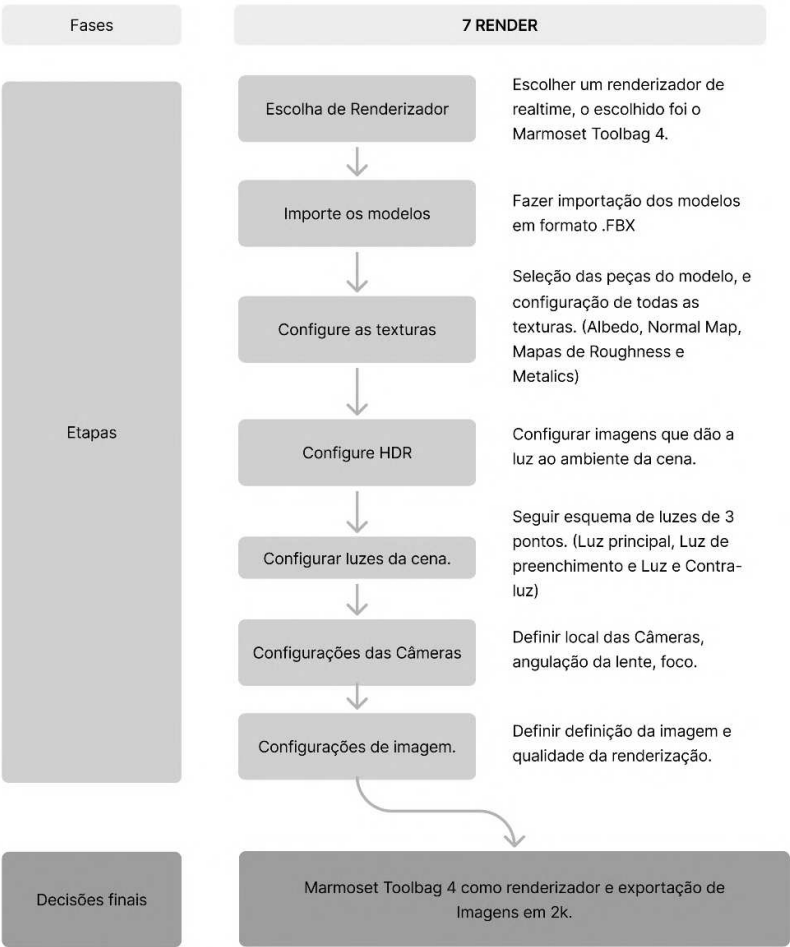 Fases
7 RENDER
Etapas
Escolha de Renderizador
Escolher um renderizador de
realtime, o escolhido foi o
Marmoset Toolbag 4.
Importe os modelos
Fazer importação dos modelos
em formato .FBX
Configure as texturas
Seleção das peças do modelo, e
configuração de todas as
texturas. (Albedo, Normal Map,
Mapas de Roughness e
Metalics)
Configure HDR
Configurar imagens que dão a
luz ao ambiente da cena.
Configurar luzes da cena.
Seguir esquema de luzes de 3
pontos. (Luz principal, Luz de
preenchimento e Luz e Contra-
luz)
Configurações das Câmeras
Definir local das Câmeras,
angulação da lente, foco.
Configurações de imagem.
Definir definição da imagem e
qualidade da renderização.
Decisões finais
Marmoset Toolbag 4 como renderizador e exportação de
Imagens em 2k.